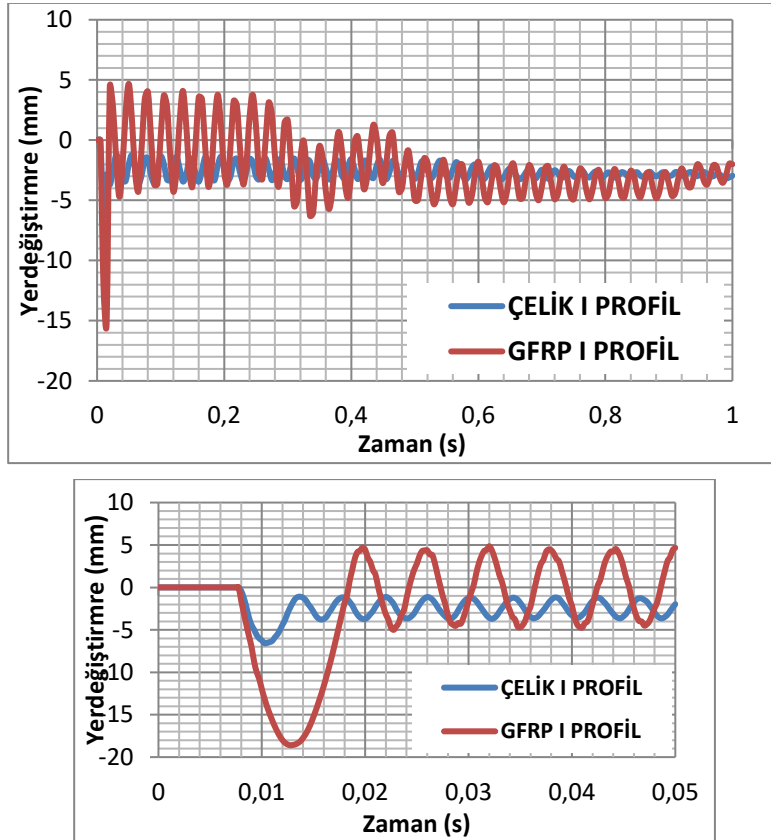 10
5
0
-5
-10
-15
-20
Yerdeğiştirmre (mm)
ÇELİK I PROFİL
GFRP I PROFİL
0 0,2 0,4 0,6 0,8 1
Zaman (s)
10
5
0
-5
-10
-15
-20
Yerdeğiştirmre (mm)
ÇELİK I PROFİL
GFRP I PROFİL
0 0,01 0,02 0,03 0,04 0,05
Zaman (s)